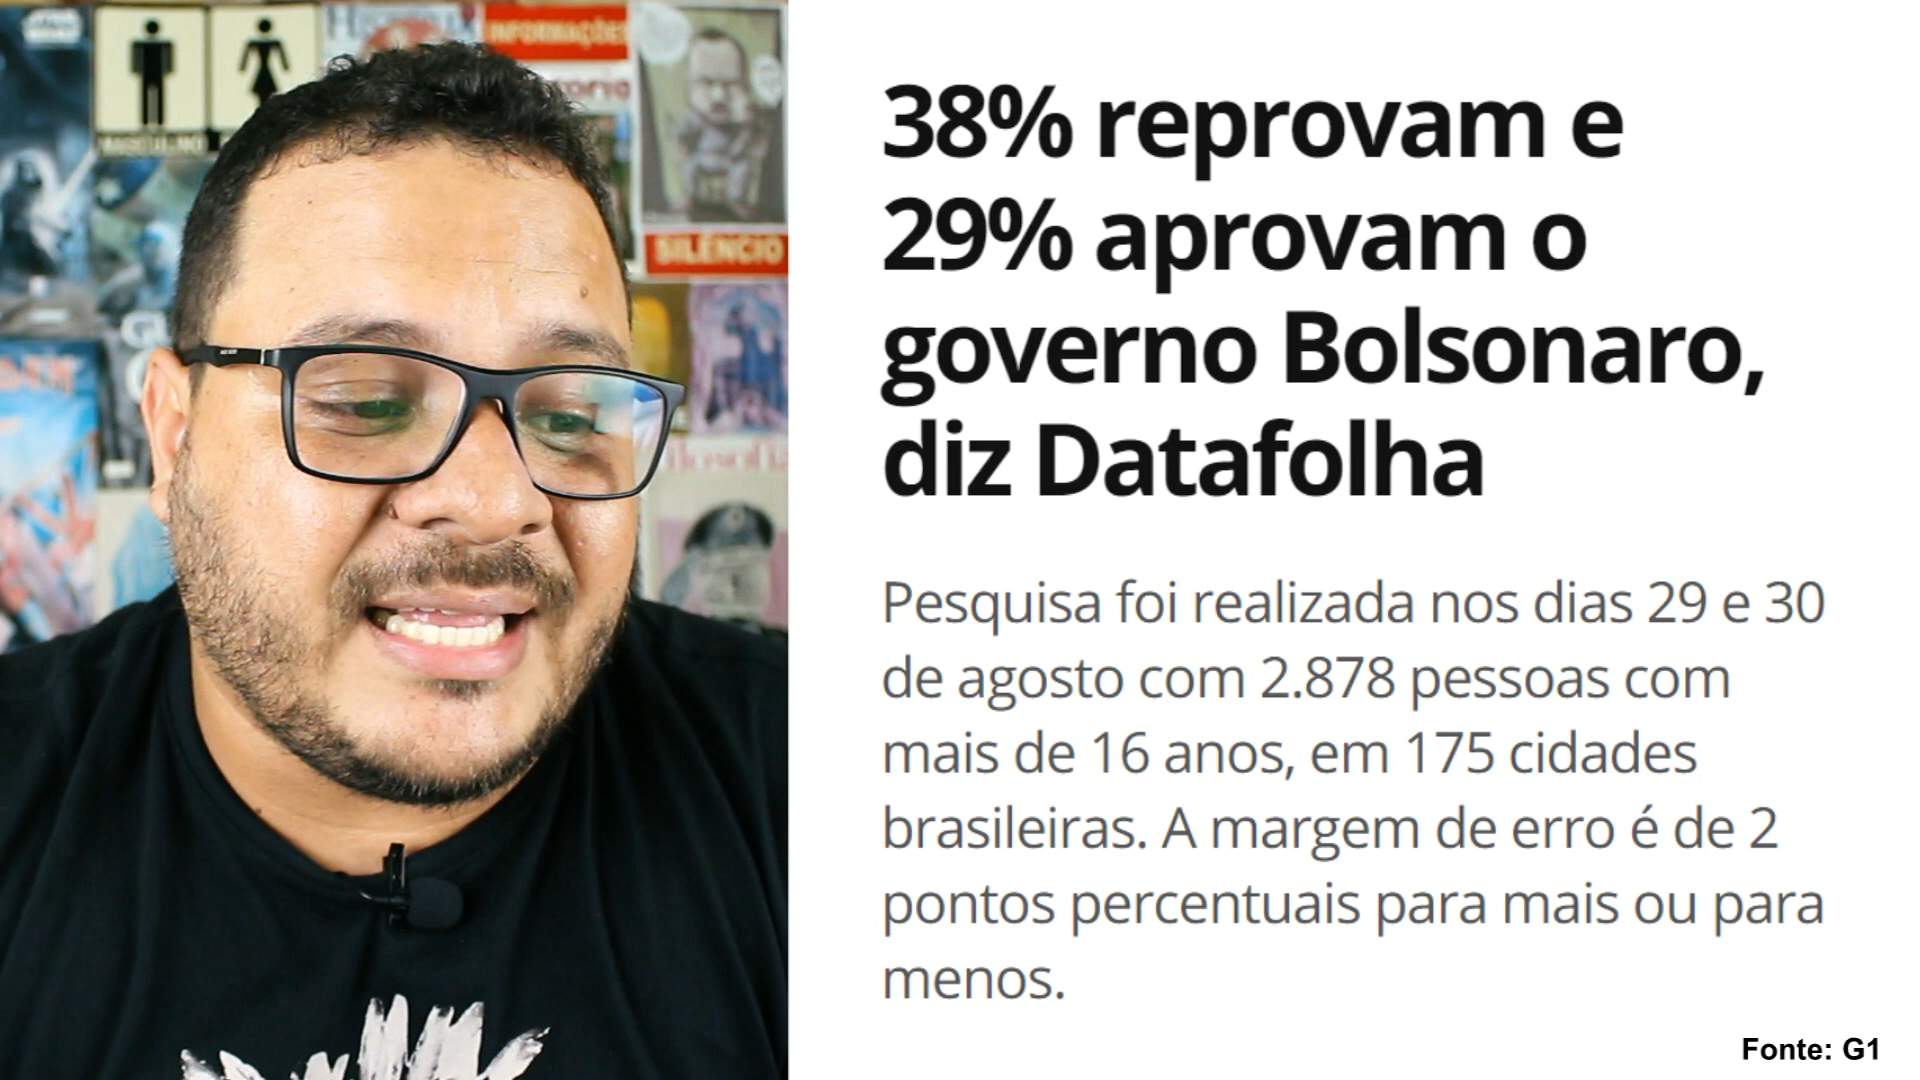 INFORMAÇÕES
MASCULINO
SILÊNCIO
38% reprovam e
29% aprovam o
governo Bolsonaro,
diz Datafolha
Pesquisa foi realizada nos dias 29 e 30
de agosto com 2.878 pessoas com
mais de 16 anos, em 175 cidades
brasileiras. A margem de erro é de 2
pontos percentuais para mais ou para
menos.
Fonte: G1